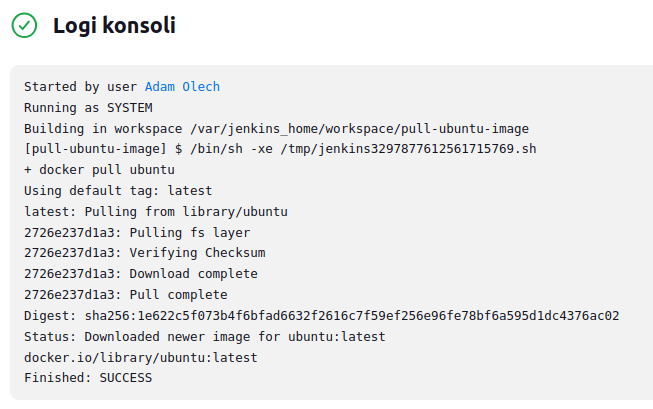 Logi konsoli
Started by user Adam Olech
Running as SYSTEM
Building in workspace /var/jenkins_home/workspace/pull-ubuntu-image
[pull-ubuntu-image] $ /bin/sh -xe /tmp/jenkins3297877612561715769.sh
+ docker pull ubuntu
Using default tag: latest
latest: Pulling from library/ubuntu
2726e237d1a3: Pulling fs layer
2726e237d1a3: Verifying Checksum
2726e237d1a3: Download complete
2726e237d1a3: Pull complete
Digest: sha256:1e622c5f073b4f6bfad6632f2616c7f59ef256e96fe78bf6a595d1dc4376ac02
Status: Downloaded newer image for ubuntu:latest
docker.io/library/ubuntu:latest
Finished: SUCCESS